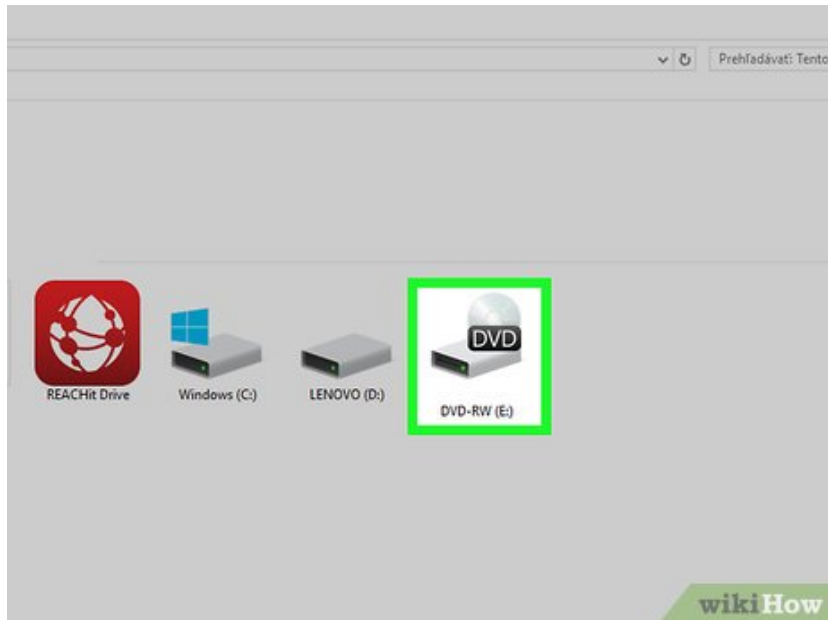 Prehľadávať: Tento
DVD
REACHit Drive
Windows (C:)
LENOVO (D:)
DVD-RW (E:)
wikiHow